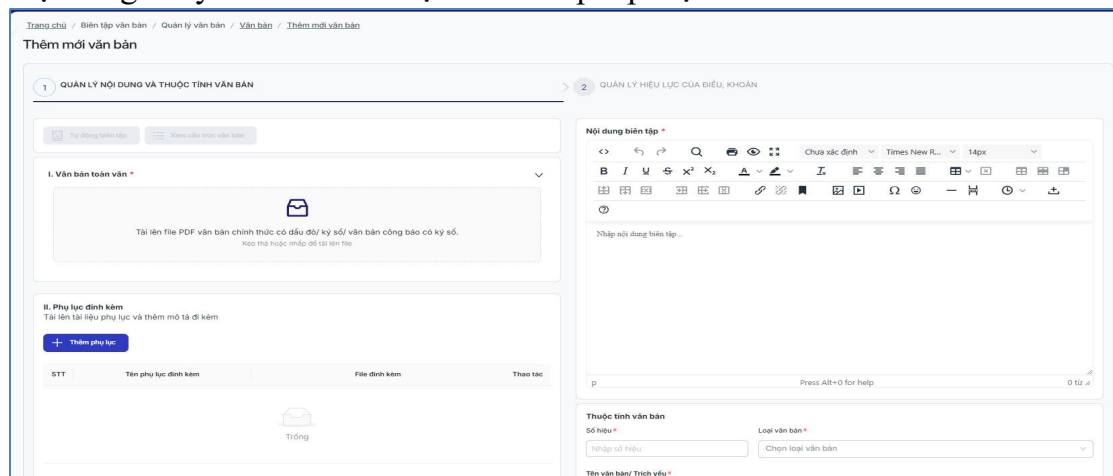 Trang chủ / Biên tập văn bản / Quản lý văn bản / Văn bản / Thêm mới văn bản
Thêm mới văn bản
1 QUẢN LÝ NỘI DUNG VÀ THUỘC TÍNH VĂN BẢN
2 QUẢN LÝ HIỆU LỰC CỦA ĐIỀU, KHOẢN
Tự động biên tập
Xem cấu trúc văn bản
I. Văn bản toàn văn *
Tải lên file PDF văn bản chính thức có dấu đỏ/ ký số/ văn bản công báo có ký số.
Kéo thả hoặc nhấp để tải lên file
II. Phụ lục đính kèm
Tải lên tài liệu phụ lục và thêm mô tả đi kèm
+ Thêm phụ lục
STT Tên phụ lục đính kèm File đính kèm Thao tác
Trống
Nội dung biên tập *
Chưa xác định Times New R... 14px
Nhập nội dung biên tập...
p Press Alt+0 for help 0 từ
Thuộc tính văn bản
Số hiệu * Loại văn bản *
Nhập số hiệu Chọn loại văn bản
Tên văn bản/ Trích yếu *